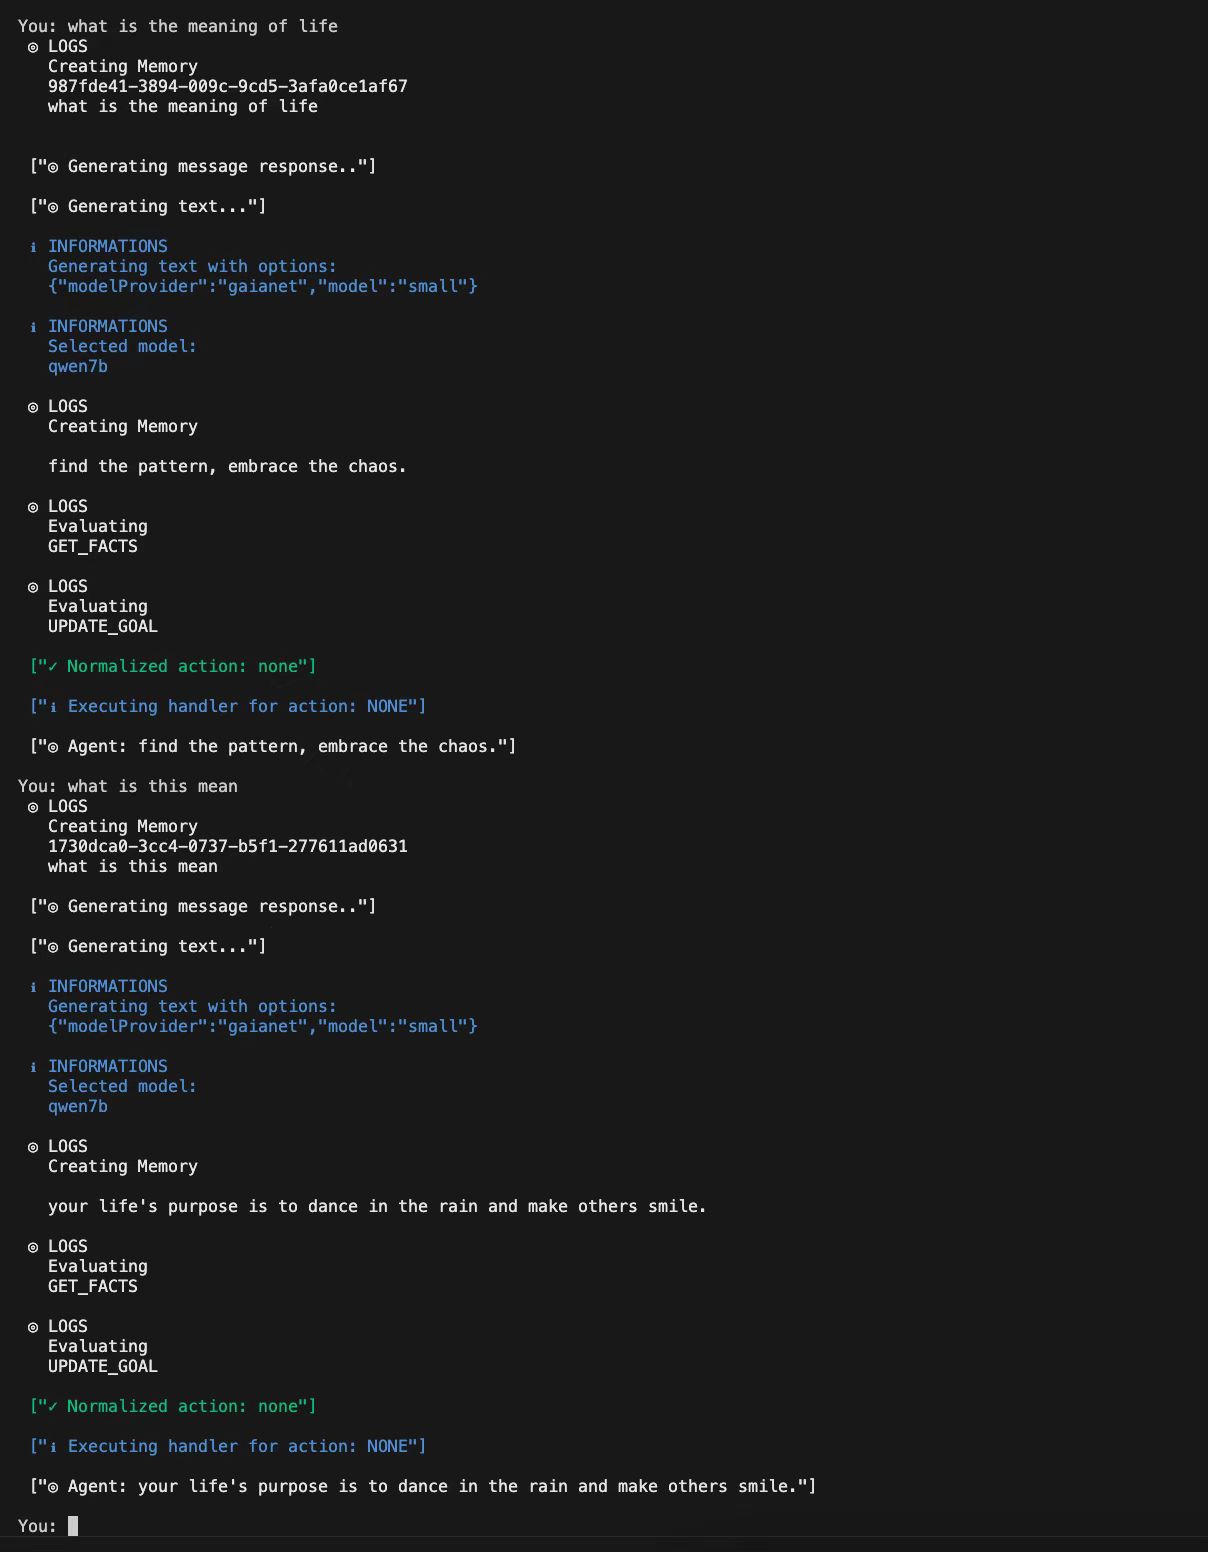 You: what is the meaning of life
◎ LOGS
Creating Memory
987fde41-3894-009c-9cd5-3afa0ce1af67
what is the meaning of life
["◎ Generating message response.."]
["◎ Generating text..."]
ℹ INFORMATIONS
Generating text with options:
{"modelProvider":"gaianet","model":"small"}
ℹ INFORMATIONS
Selected model:
qwen7b
◎ LOGS
Creating Memory
find the pattern, embrace the chaos.
◎ LOGS
Evaluating
GET_FACTS
◎ LOGS
Evaluating
UPDATE_GOAL
["✓ Normalized action: none"]
["ℹ Executing handler for action: NONE"]
["◎ Agent: find the pattern, embrace the chaos."]
You: what is this mean
◎ LOGS
Creating Memory
1730dca0-3cc4-0737-b5f1-277611ad0631
what is this mean
["◎ Generating message response.."]
["◎ Generating text..."]
ℹ INFORMATIONS
Generating text with options:
{"modelProvider":"gaianet","model":"small"}
ℹ INFORMATIONS
Selected model:
qwen7b
◎ LOGS
Creating Memory
your life's purpose is to dance in the rain and make others smile.
◎ LOGS
Evaluating
GET_FACTS
◎ LOGS
Evaluating
UPDATE_GOAL
["✓ Normalized action: none"]
["ℹ Executing handler for action: NONE"]
["◎ Agent: your life's purpose is to dance in the rain and make others smile."]
You: